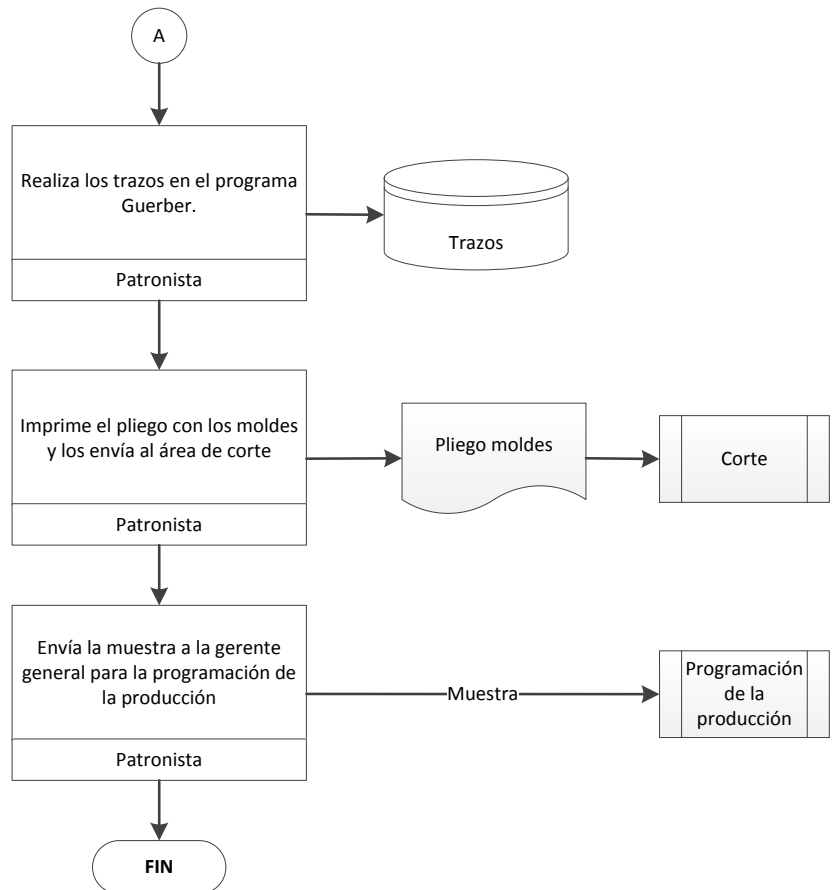 A
Realiza los trazos en el programa
Guerber.
Trazos
Patronista
Imprime el pliego con los moldes
y los envía al área de corte
Pliego moldes
Corte
Patronista
Envía la muestra a la gerente
general para la programación de
la producción
Muestra
Programación
de la
producción
Patronista
FIN